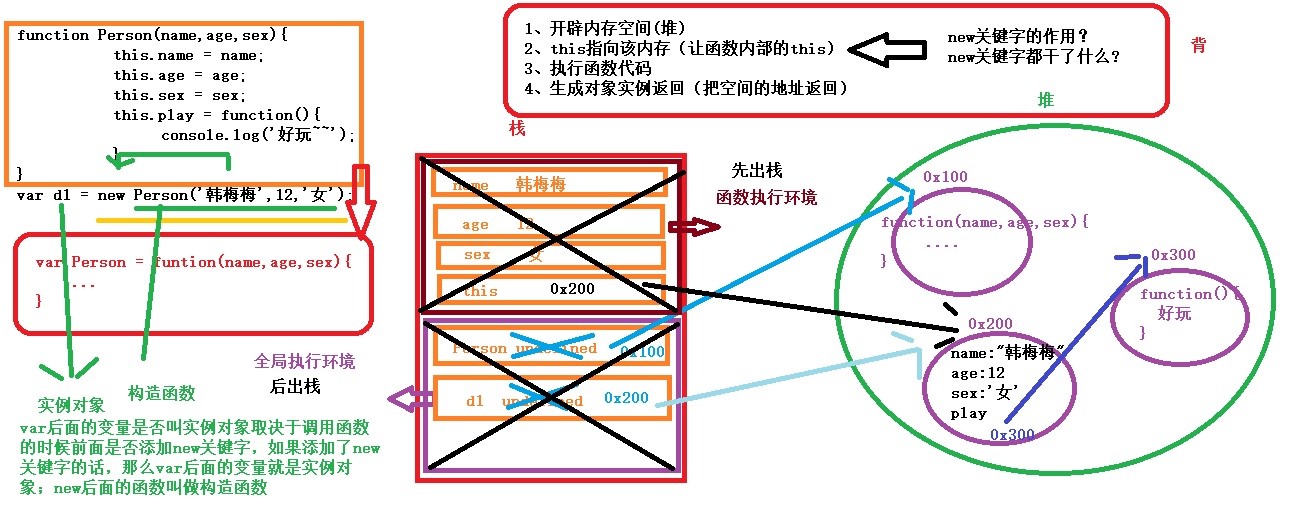 function Person(name,age,sex){
this.name = name;
this.age = age;
this.sex = sex;
this.play = function(){
console.log('好玩~~');
}
}
var d1 = new Person('韩梅梅',12,'女');
var Person = funtion(name,age,sex){
...
}
实例对象
构造函数
var后面的变量是否叫实例对象取决于调用函数
的时候前面是否添加new关键字，如果添加了new
关键字的话，那么var后面的变量就是实例对
象；new后面的函数叫做构造函数
1、开辟内存空间(堆)
2、this指向该内存（让函数内部的this）
3、执行函数代码
4、生成对象实例返回（把空间的地址返回）
new关键字的作用？
new关键字都干了什么？
背
栈
name 韩梅梅
age 12
sex 女
this 0x200
先出栈
函数执行环境
Person undefined 0x100
d1 undefined 0x200
全局执行环境
后出栈
堆
0x100
function(name,age,sex){
....
}
0x300
function(){
好玩
}
0x200
name:"韩梅梅"
age:12
sex:'女'
play
0x300